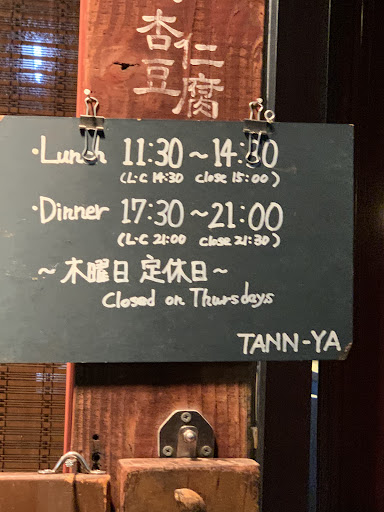 杏仁
豆腐
・Lunch 11:30～14:30
(L・C 14:30 close 15:00)
・Dinner 17:30～21:00
(L・C 21:00 close 21:30)
～木曜日 定休日～
Closed on Thursdays
TANN-YA